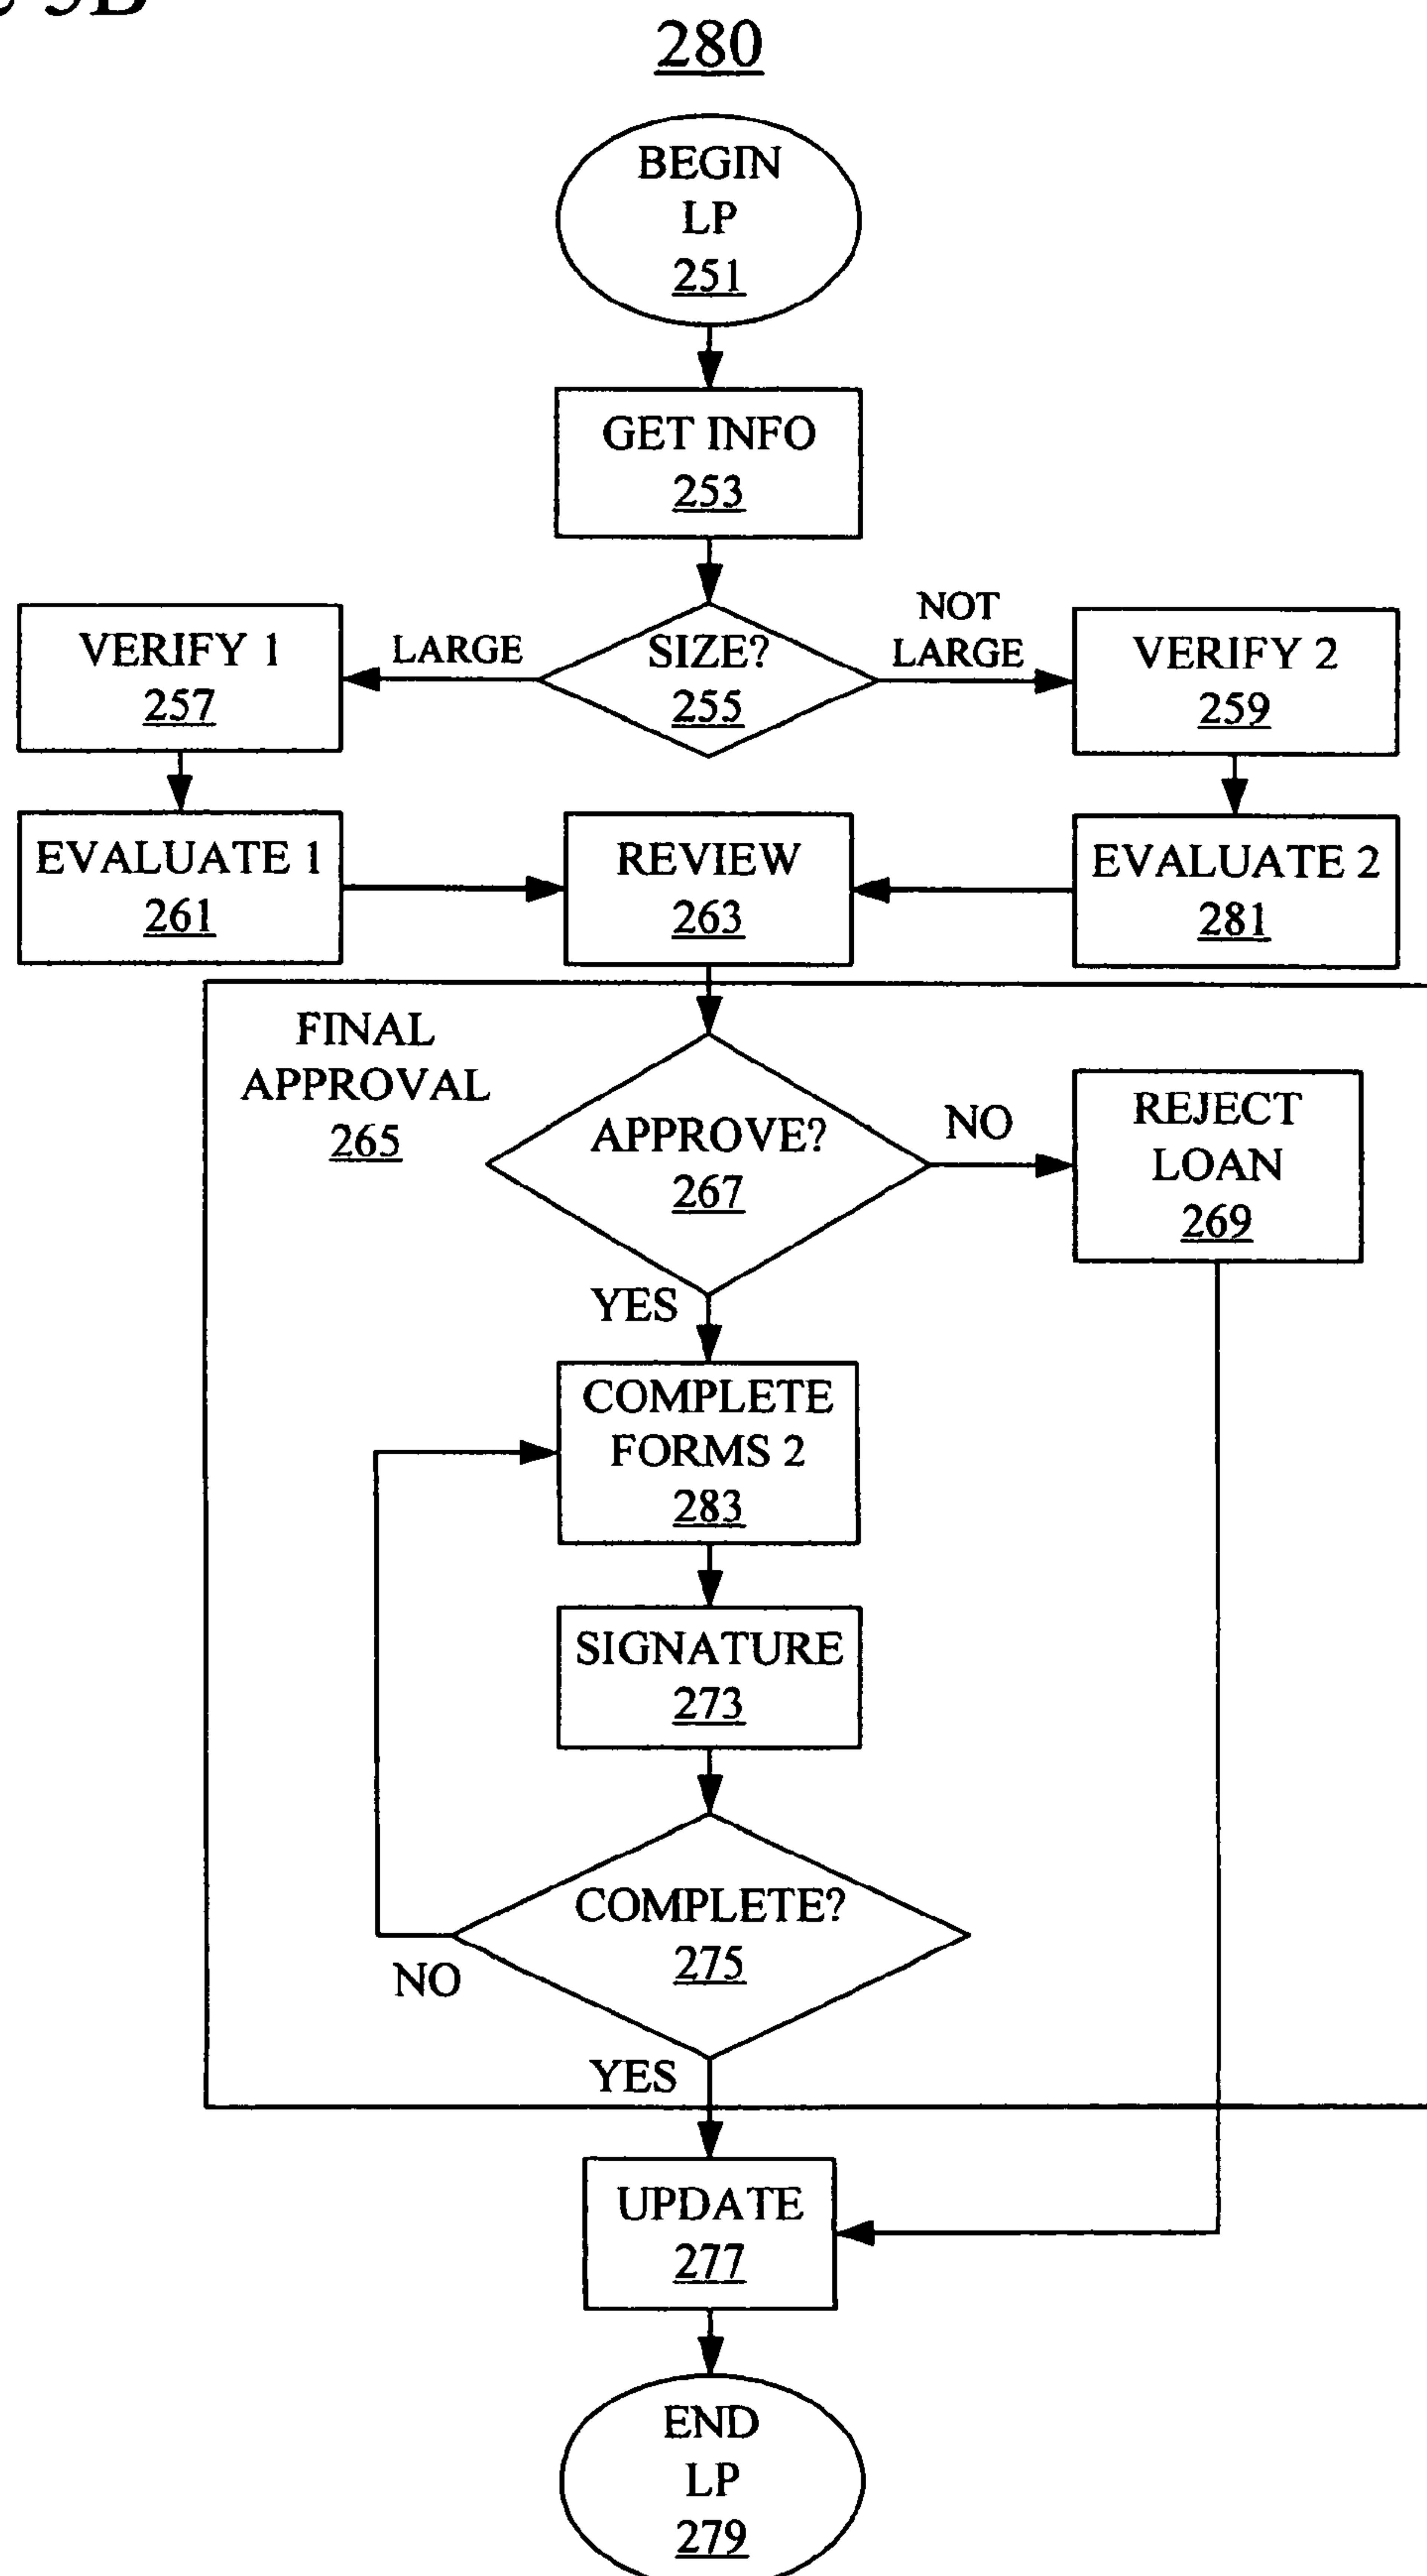 5B
280
BEGIN
LP
251
GET INFO
253
VERIFY 1
257
LARGE
SIZE?
255
NOT
LARGE
VERIFY 2
259
EVALUATE 1
261
REVIEW
263
EVALUATE 2
281
FINAL
APPROVAL
265
APPROVE?
267
NO
REJECT
LOAN
269
YES
COMPLETE
FORMS 2
283
SIGNATURE
273
COMPLETE?
275
NO
YES
UPDATE
277
END
LP
279